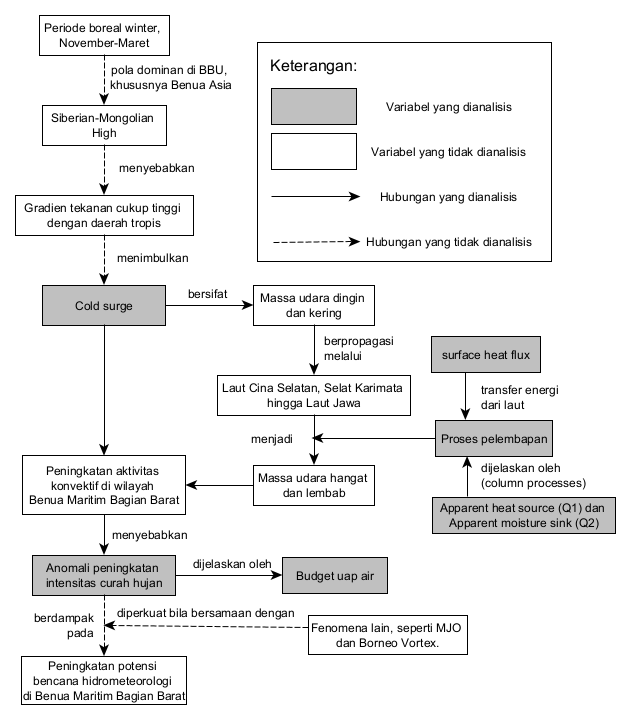 Periode boreal winter,
November-Maret
pola dominan di BBU,
khususnya Benua Asia
Siberian-Mongolian
High
menyebabkan
Gradien tekanan cukup tinggi
dengan daerah tropis
menimbulkan
Keterangan:
Variabel yang dianalisis
Variabel yang tidak dianalisis
Hubungan yang dianalisis
Hubungan yang tidak dianalisis
Cold surge
bersifat
Massa udara dingin
dan kering
berpropagasi
melalui
Laut Cina Selatan, Selat Karimata
hingga Laut Jawa
surface heat flux
transfer energi
dari laut
menjadi
Proses pelembapan
dijelaskan oleh
(column processes)
Apparent heat source (Q1) dan
Apparent moisture sink (Q2)
Massa udara hangat
dan lembab
Peningkatan aktivitas
konvektif di wilayah
Benua Maritim Bagian Barat
menyebabkan
Anomali peningkatan
intensitas curah hujan
dijelaskan oleh
Budget uap air
berdampak
pada
diperkuat bila bersamaan dengan
Fenomena lain, seperti MJO
dan Borneo Vortex.
Peningkatan potensi
bencana hidrometeorologi
di Benua Maritim Bagian Barat